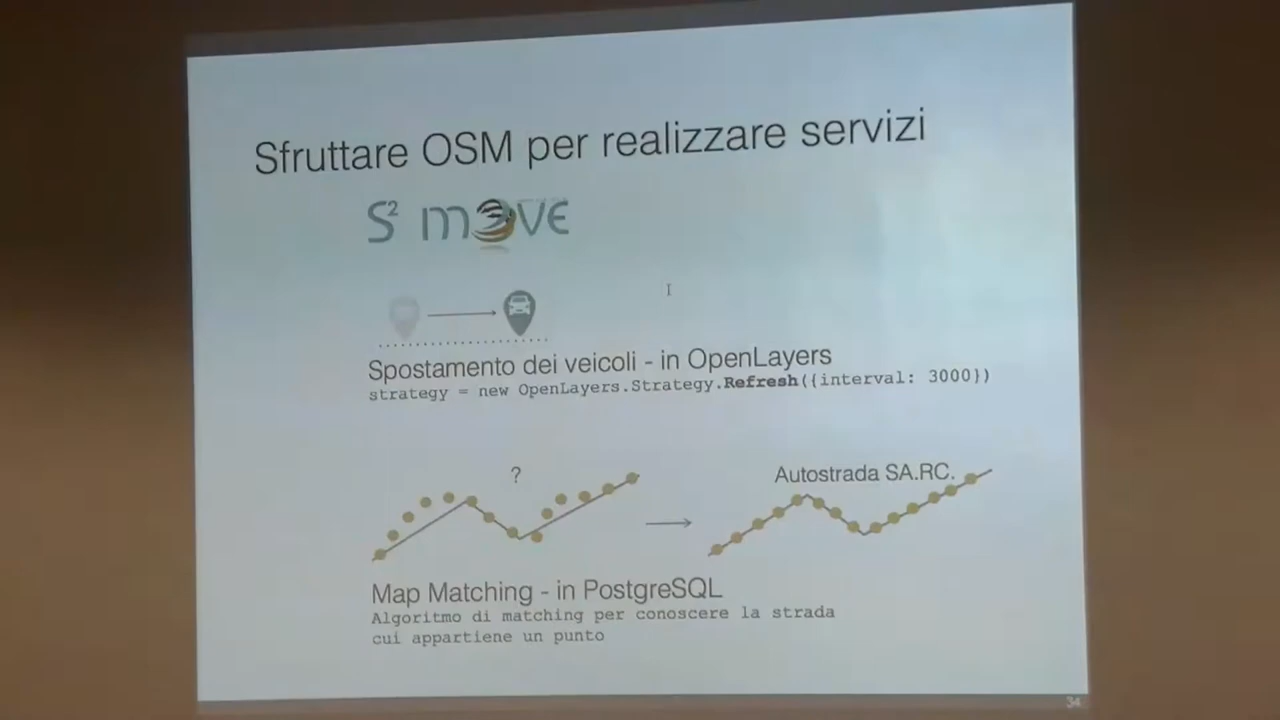 Sfruttare OSM per realizzare servizi
S² move
Spostamento dei veicoli - in OpenLayers
strategy = new OpenLayers.Strategy.Refresh({interval: 3000})
?
Autostrada SA.RC.
Map Matching - in PostgreSQL
Algoritmo di matching per conoscere la strada
cui appartiene un punto
34